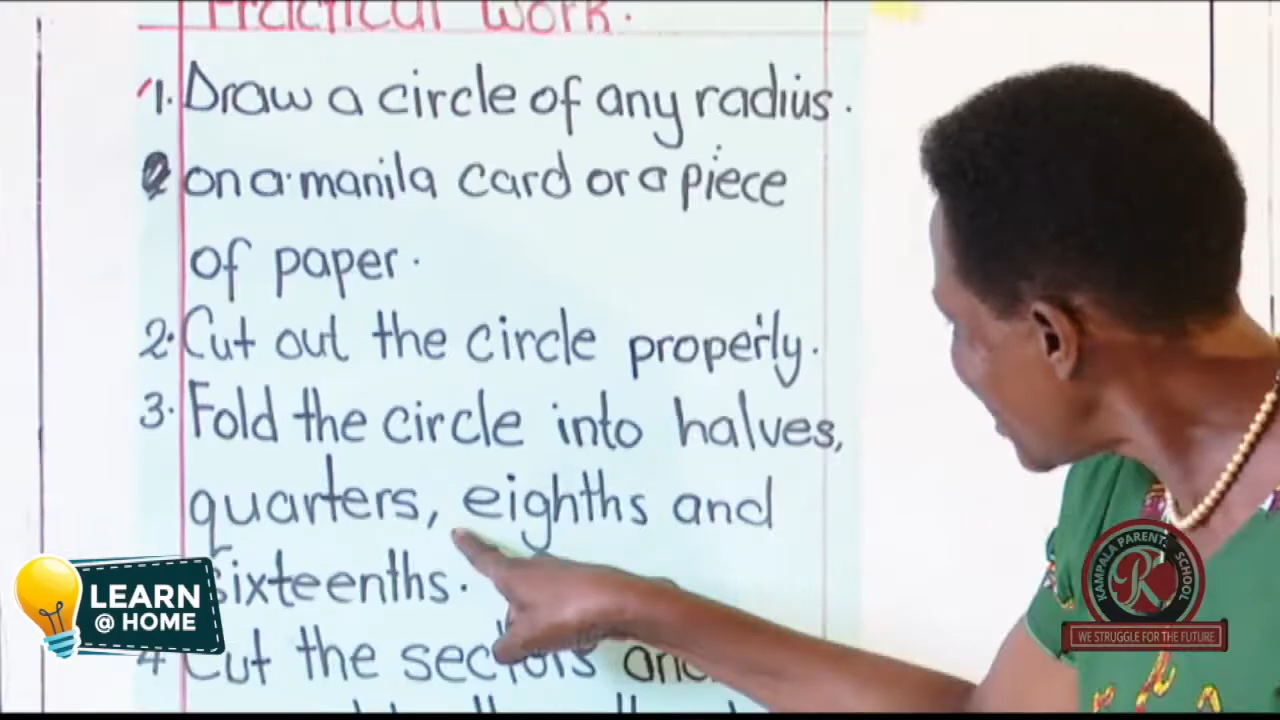 Practical Work.
1. Draw a circle of any radius.
on a manila card or a piece
of paper.
2. Cut out the circle properly.
3. Fold the circle into halves,
quarters, eighths and
sixteenths.
4 Cut the sectors and
LEARN
@ HOME
KAMPALA PARENTS SCHOOL
WE STRUGGLE FOR THE FUTURE